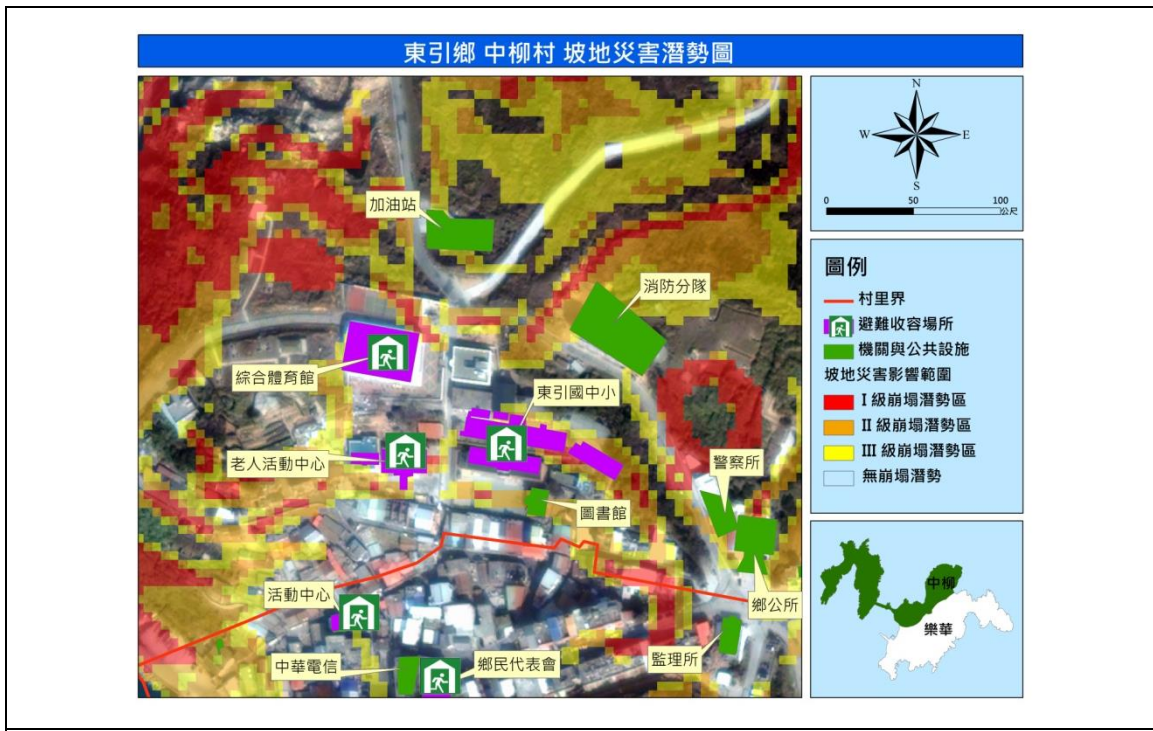 東引鄉 中柳村 坡地災害潛勢圖
加油站
消防分隊
綜合體育館
東引國中小
老人活動中心
警察所
圖書館
活動中心
鄉公所
中華電信
鄉民代表會
監理所
N
W
E
S
0 50 100
公尺
圖例
村里界
避難收容場所
機關與公共設施
坡地災害影響範圍
I 級崩塌潛勢區
II 級崩塌潛勢區
III 級崩塌潛勢區
無崩塌潛勢
中柳
樂華